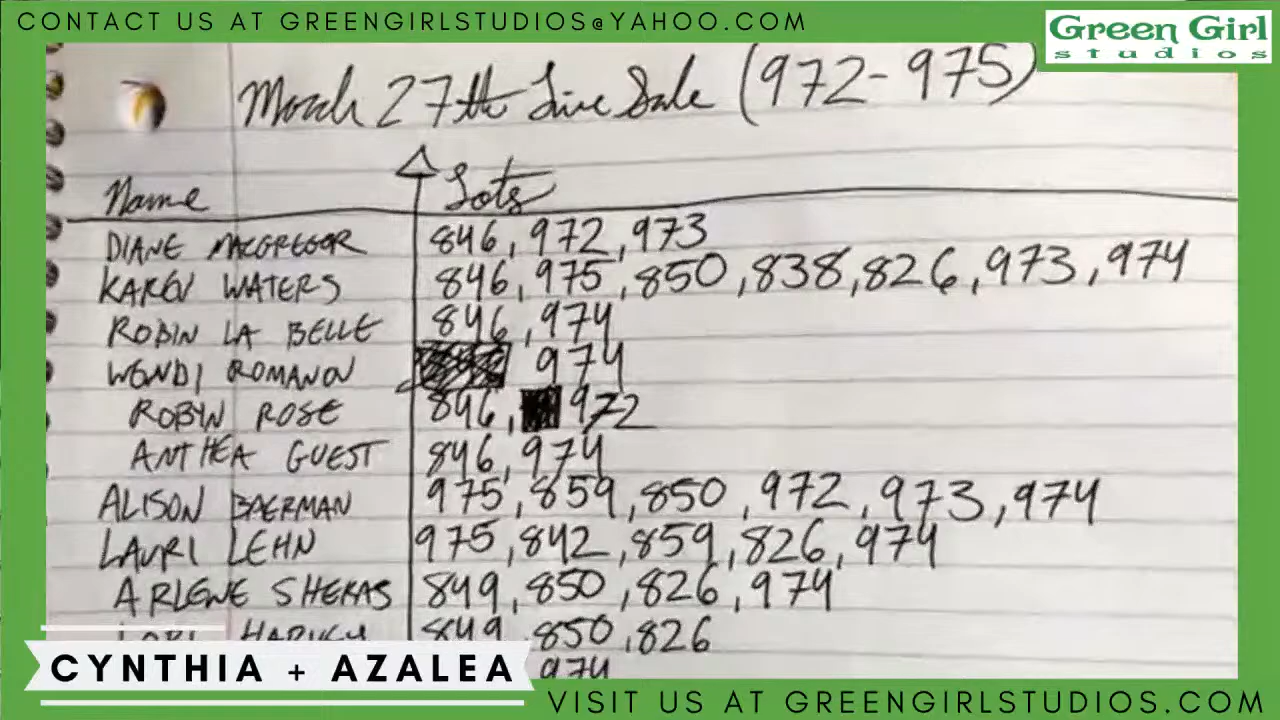 CONTACT US AT GREENGIRLSTUDIOS@YAHOO.COM
Green Girl
studios
March 27th Live Sale (972-975)
Name Lots
DIANE MACGREGOR 846, 972, 973
KAREN WATERS 846, 975, 850, 838, 826, 973, 974
ROBIN LA BELLE 846, 974
WENDI ROMANOV 974
ROBYN ROSE 846, 972
ANTHEA GUEST 846, 974
ALISON BAERMAN 975, 859, 850, 972, 973, 974
LAURI LEHN 975, 842, 859, 826, 974
ARLENE SHEKAS 849, 850, 826, 974
LORI 849, 850, 826
974
CYNTHIA + AZALEA
VISIT US AT GREENGIRLSTUDIOS.COM